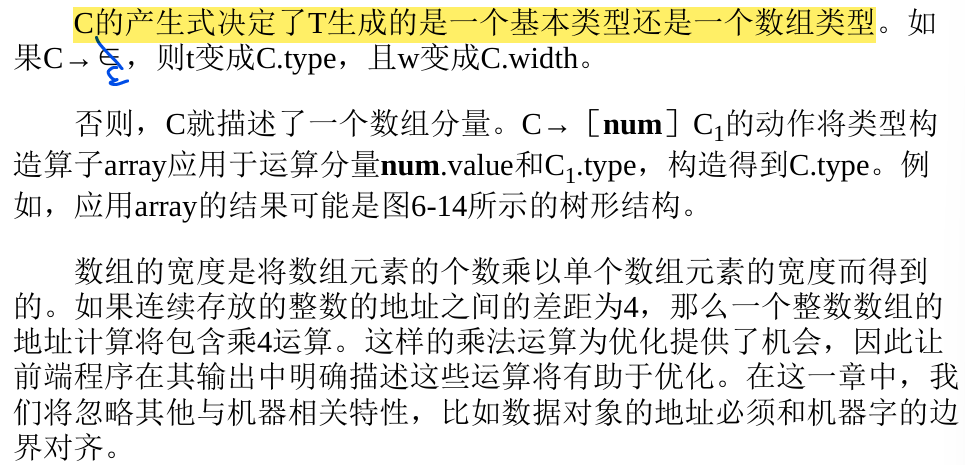 C的产生式决定了T生成的是一个基本类型还是一个数组类型。如
果C→∈，则t变成C.type，且w变成C.width。
ε
否则，C就描述了一个数组分量。C→［num］C₁的动作将类型构
造算子array应用于运算分量num.value和C₁.type，构造得到C.type。例
如，应用array的结果可能是图6-14所示的树形结构。
数组的宽度是将数组元素的个数乘以单个数组元素的宽度而得到
的。如果连续存放的整数的地址之间的差距为4，那么一个整数数组的
地址计算将包含乘4运算。这样的乘法运算为优化提供了机会，因此让
前端程序在其输出中明确描述这些运算将有助于优化。在这一章中，我
们将忽略其他与机器相关特性，比如数据对象的地址必须和机器字的边
界对齐。